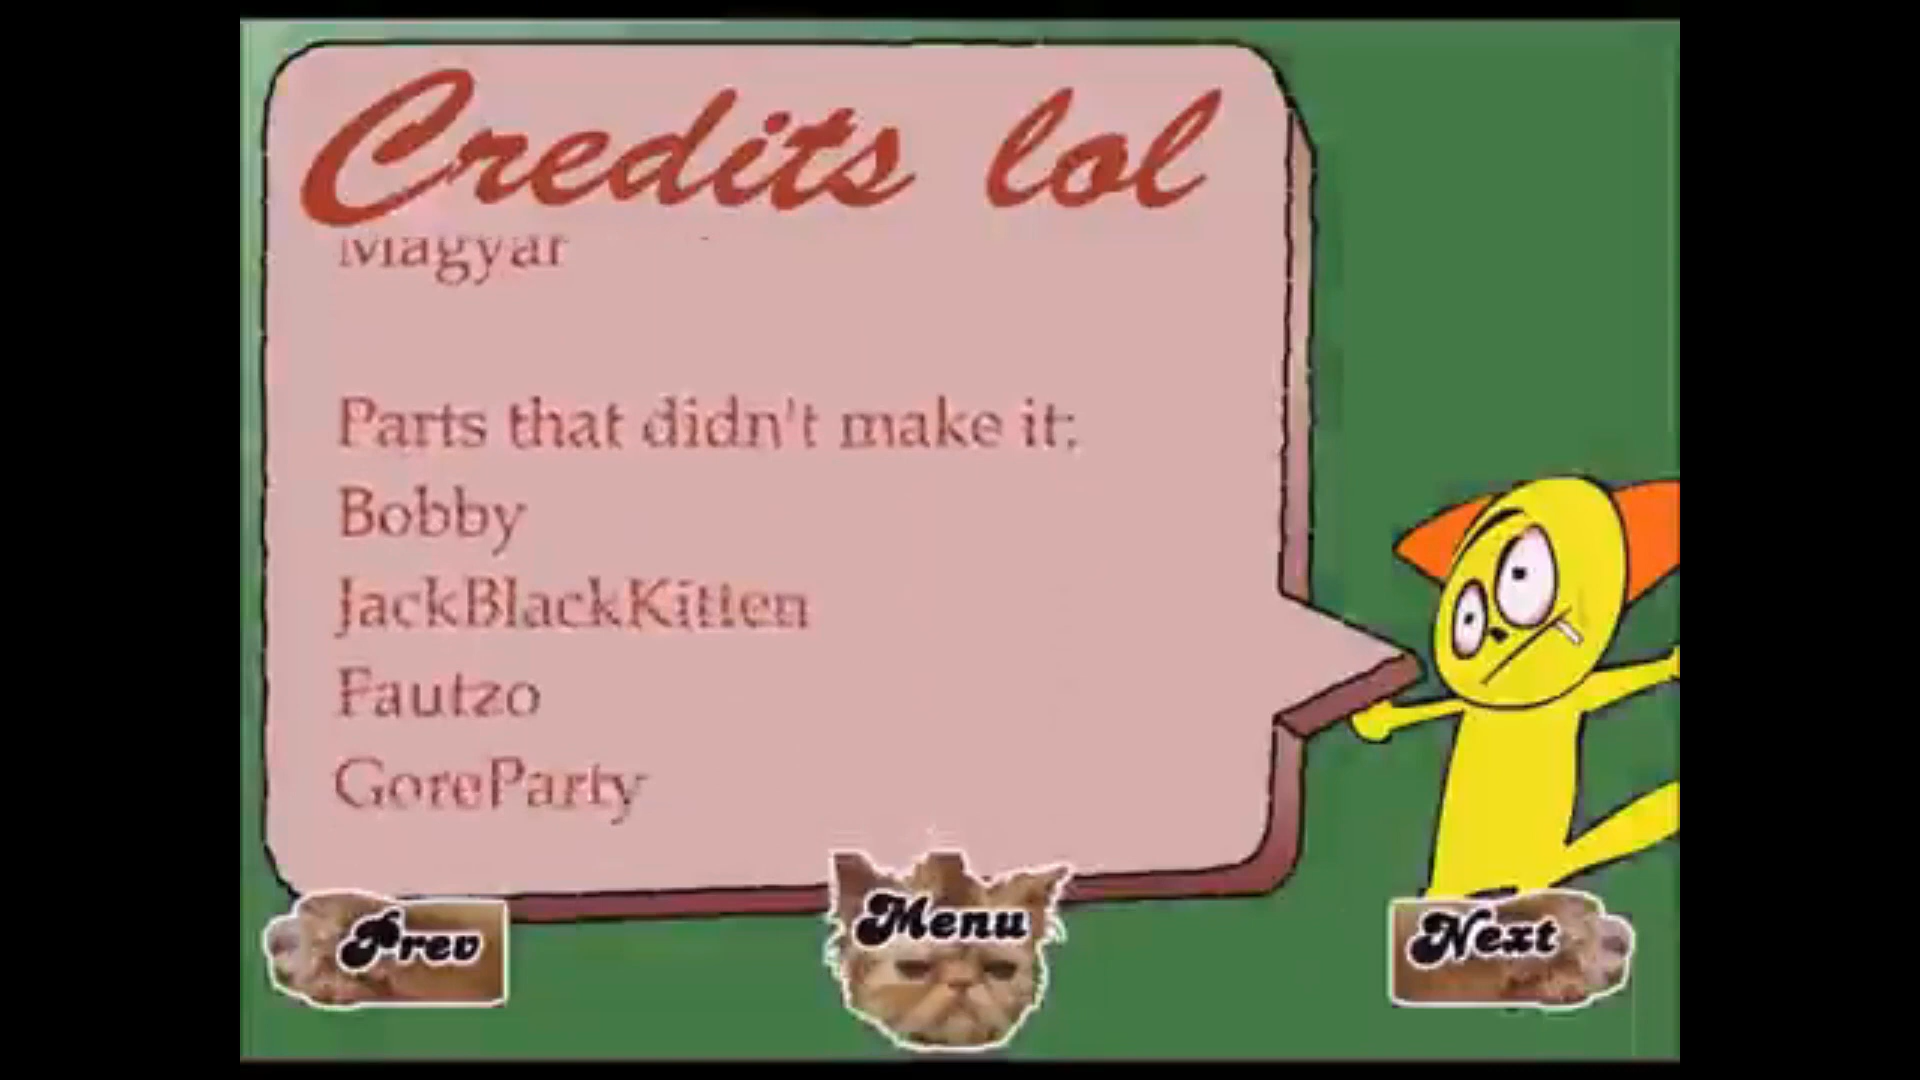 Credits lol
Magyar
Parts that didn't make it:
Bobby
JackBlackKitten
Fautzo
GoreParty
Prev
Menu
Next